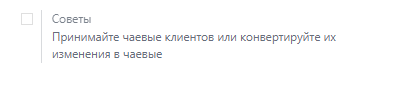 Советы
Принимайте чаевые клиентов или конвертируйте их
изменения в чаевые